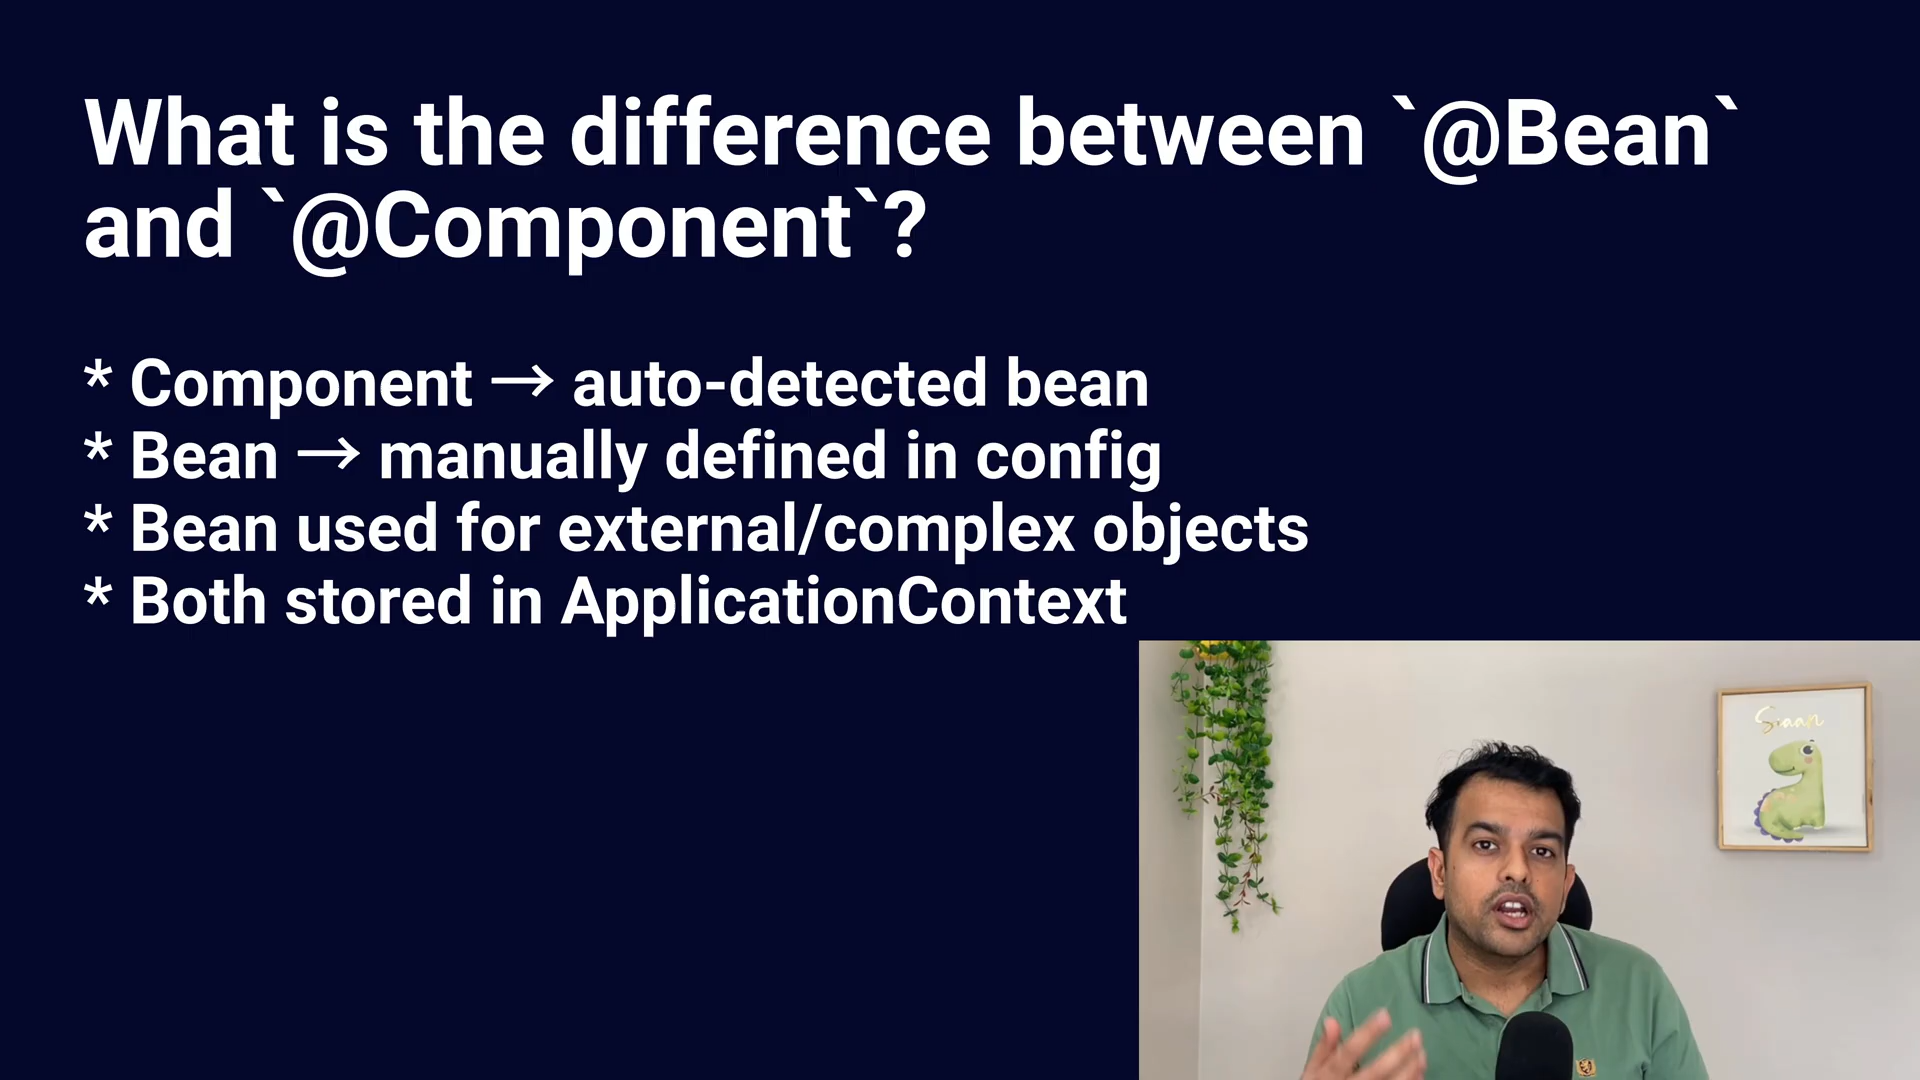 What is the difference between `@Bean`
and `@Component`?
* Component → auto-detected bean
* Bean → manually defined in config
* Bean used for external/complex objects
* Both stored in ApplicationContext
Siaan